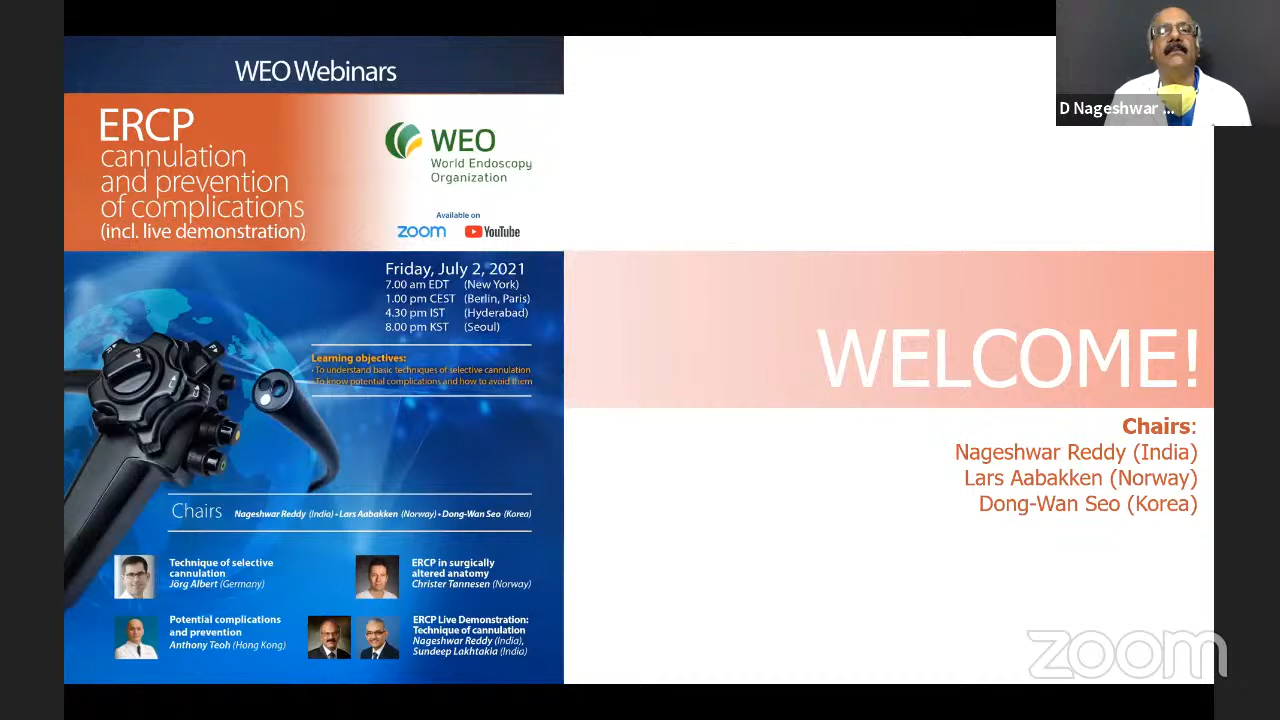 WEO Webinars
ERCP
cannulation
and prevention
of complications
(incl. live demonstration)
WEO
World Endoscopy
Organization
Available on
zoom YouTube
Friday, July 2, 2021
7.00 am EDT (New York)
1.00 pm CEST (Berlin, Paris)
4.30 pm IST (Hyderabad)
8.00 pm KST (Seoul)
Learning objectives:
• To understand basic techniques of selective cannulation
• To know potential complications and how to avoid them
Chairs Nageshwar Reddy (India) • Lars Aabakken (Norway) • Dong-Wan Seo (Korea)
Technique of selective
cannulation
Jörg Albert (Germany)
ERCP in surgically
altered anatomy
Christer Tønnesen (Norway)
Potential complications
and prevention
Anthony Teoh (Hong Kong)
ERCP Live Demonstration:
Technique of cannulation
Nageshwar Reddy (India),
Sundeep Lakhtakia (India)
D Nageshwar ...
WELCOME!
Chairs:
Nageshwar Reddy (India)
Lars Aabakken (Norway)
Dong-Wan Seo (Korea)
zoom